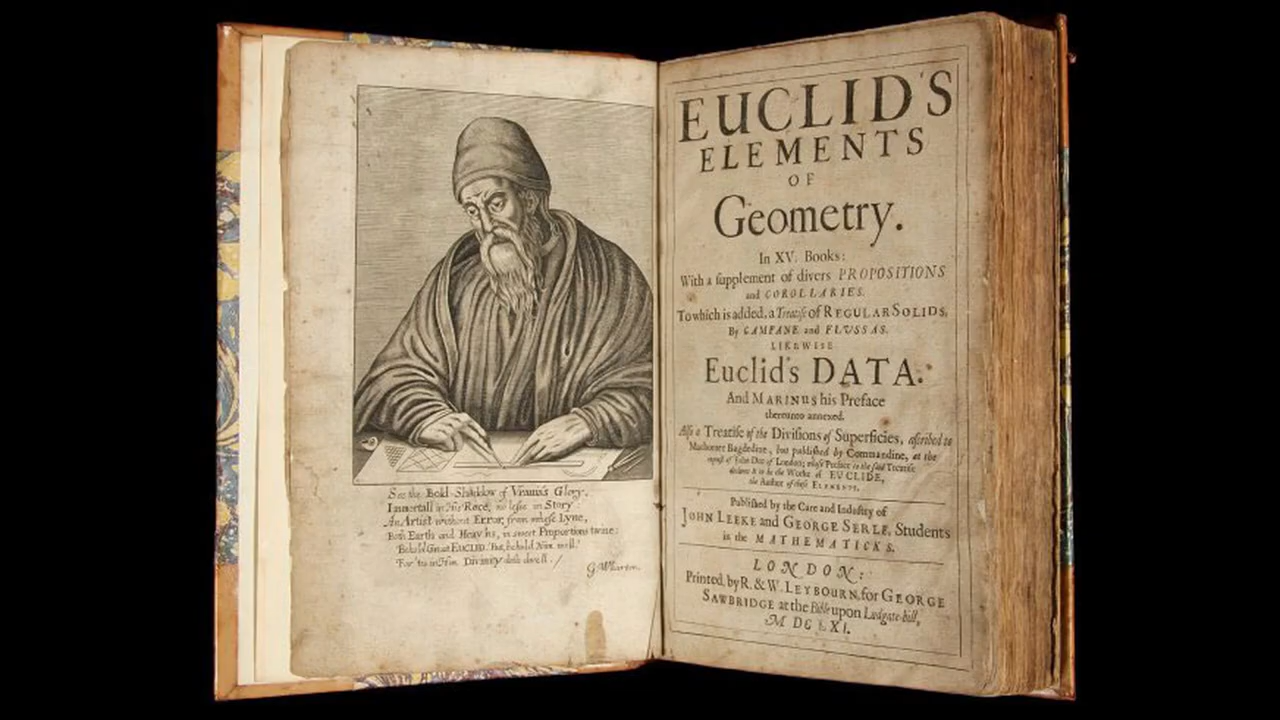 See the Bold Shaddow of Vrania's Glory,
Immortall in His Race, no lesse in Story:
An Artist without Error, from whose Lyne,
Both Earth and Heav'ns, in sweet Proportions twine:
Behold Great EUCLID. But, behold Him well!
For 'tis in Him Divinity doth dwell.
G. Wharton.
EUCLID'S
ELEMENTS
OF
Geometry.
In XV. Books:
With a supplement of divers PROPOSITIONS
and COROLLARIES.
To which is added, a Treatise of REGULAR SOLIDS,
By CAMPANE and FLVSSAS.
LIKEWISE
Euclid's DATA:
And MARINUS his Preface
thereunto annexed.
Also a Treatise of the Divisions of Superficies, ascribed to
Machomet Bagdedine, but published by Commandine, at the
request of John Dee of London; whose Preface to the said Treatise
declares it to be the Worke of EUCLIDE,
the Author of these ELEMENTS.
Published by the Care and Industry of
JOHN LEEKE and GEORGE SERLE, Students
in the MATHEMATICKS.
LONDON:
Printed by R. & W. LEYBOURN, for GEORGE
SAWBRIDGE at the Bible upon Ludgate-hill,
M DC LXI.